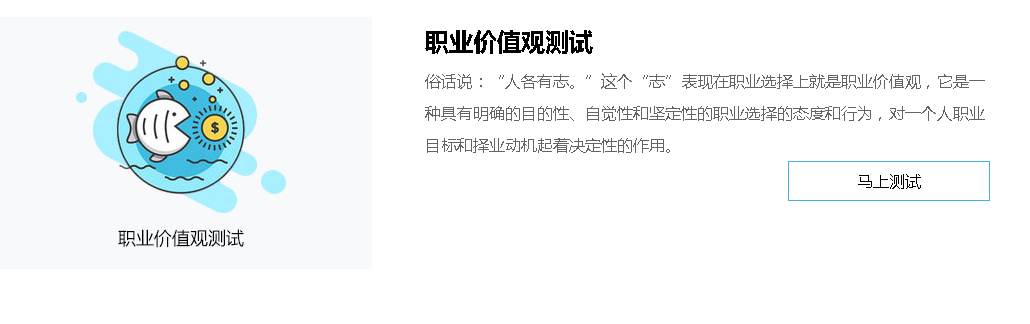 职业价值观测试
俗话说：“人各有志。”这个“志”表现在职业选择上就是职业价值观，它是一
种具有明确的目的性、自觉性和坚定性的职业选择的态度和行为，对一个人职业
目标和择业动机起着决定性的作用。
马上测试
$
职业价值观测试